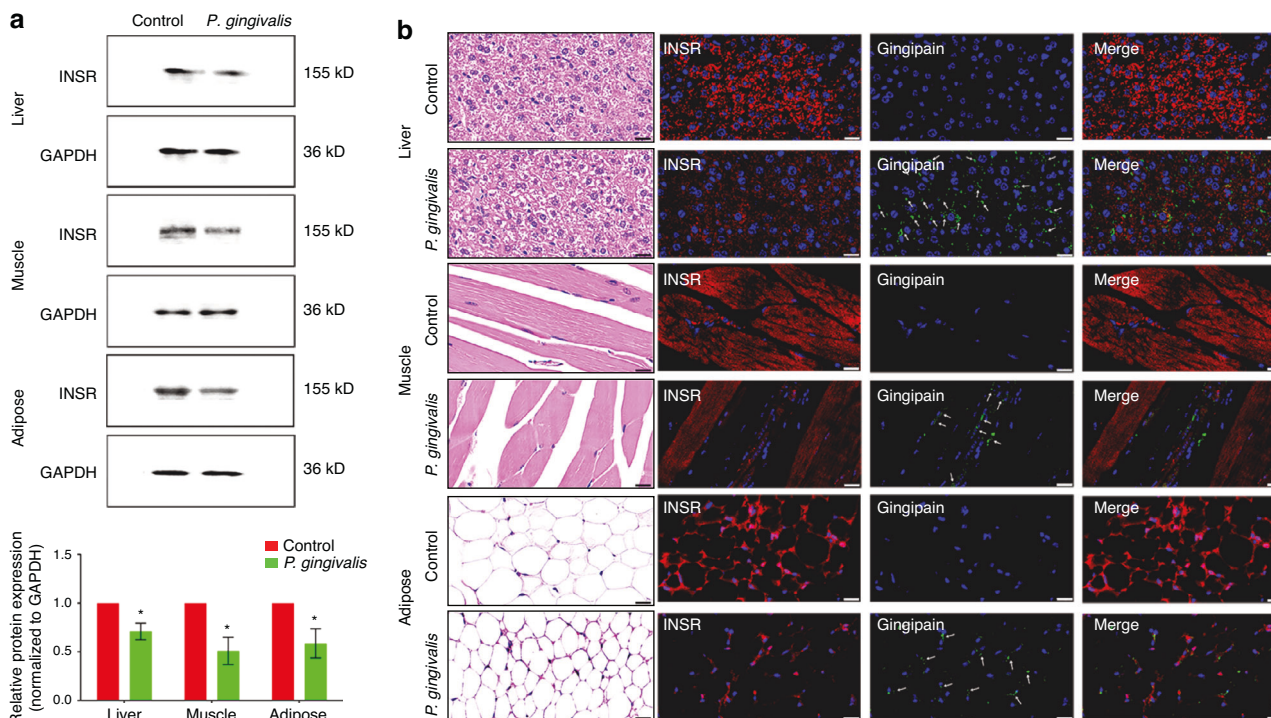 a
Control P. gingivalis
Liver
INSR 155 kD
GAPDH 36 kD
Muscle
INSR 155 kD
GAPDH 36 kD
Adipose
INSR 155 kD
GAPDH 36 kD
Relative protein expression
(normalized to GAPDH)
1.5
1.0
0.5
0.0
Control
P. gingivalis
*
*
*
Liver Muscle Adipose
b
Liver
Control
INSR Gingipain Merge
P. gingivalis
INSR Gingipain Merge
Muscle
Control
INSR Gingipain Merge
P. gingivalis
INSR Gingipain Merge
Adipose
Control
INSR Gingipain Merge
P. gingivalis
INSR Gingipain Merge